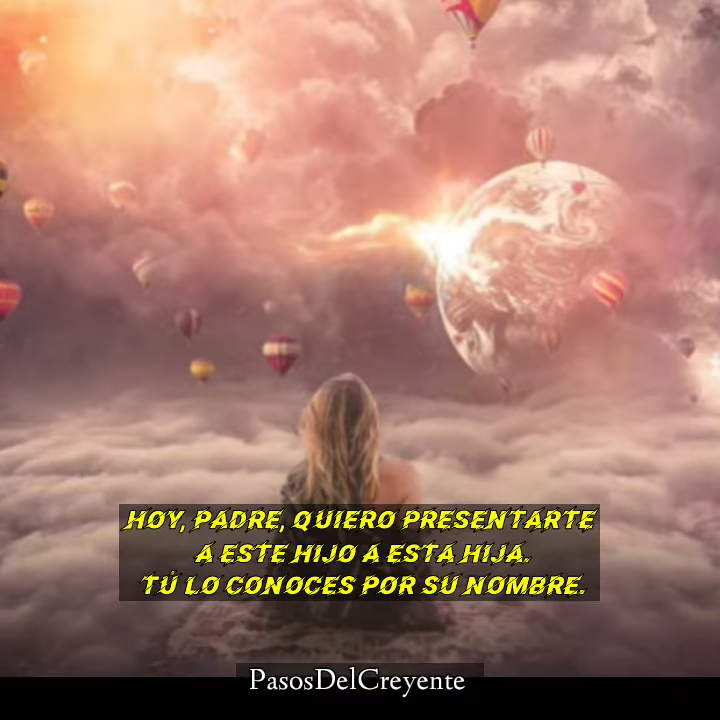 HOY, PADRE, QUIERO PRESENTARTE
A ESTE HIJO A ESTA HIJA.
TÚ LO CONOCES POR SU NOMBRE.
PasosDelCreyente